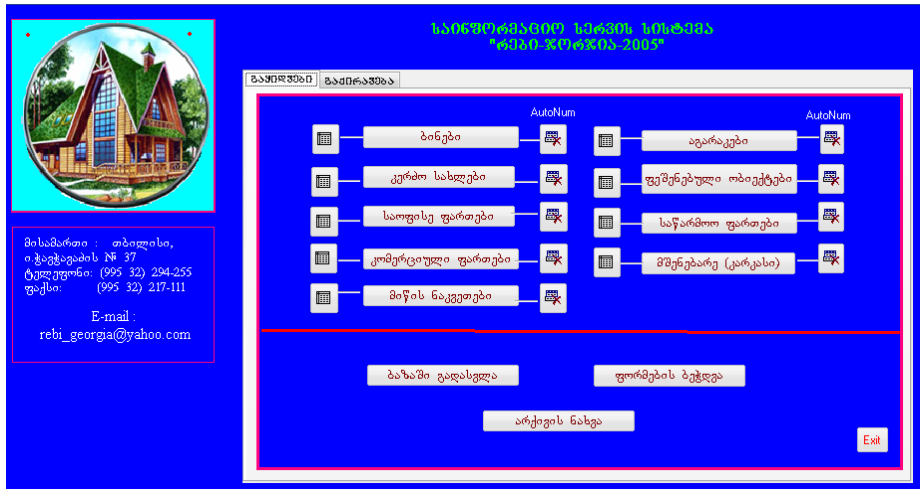 საინფორმაციო სერვის სისტემა
"რები-ჯორჯია-2005"
გაყიდვები
გაქირავება
AutoNum
AutoNum
ბინები
აგარაკები
კერძო სახლები
ფეშენებული ობიექტები
საოფისე ფართები
საწარმოო ფართები
კომერციული ფართები
მშენებარე (კარკასი)
მიწის ნაკვეთები
მისამართი : თბილისი,
ი.ჭავჭავაძის № 37
ტელეფონი: (995 32) 294-255
ფაქსი: (995 32) 217-111
E-mail :
rebi_georgia@yahoo.com
ბაზაში გადასვლა
ფორმების ბეჭდვა
არქივის ნახვა
Exit